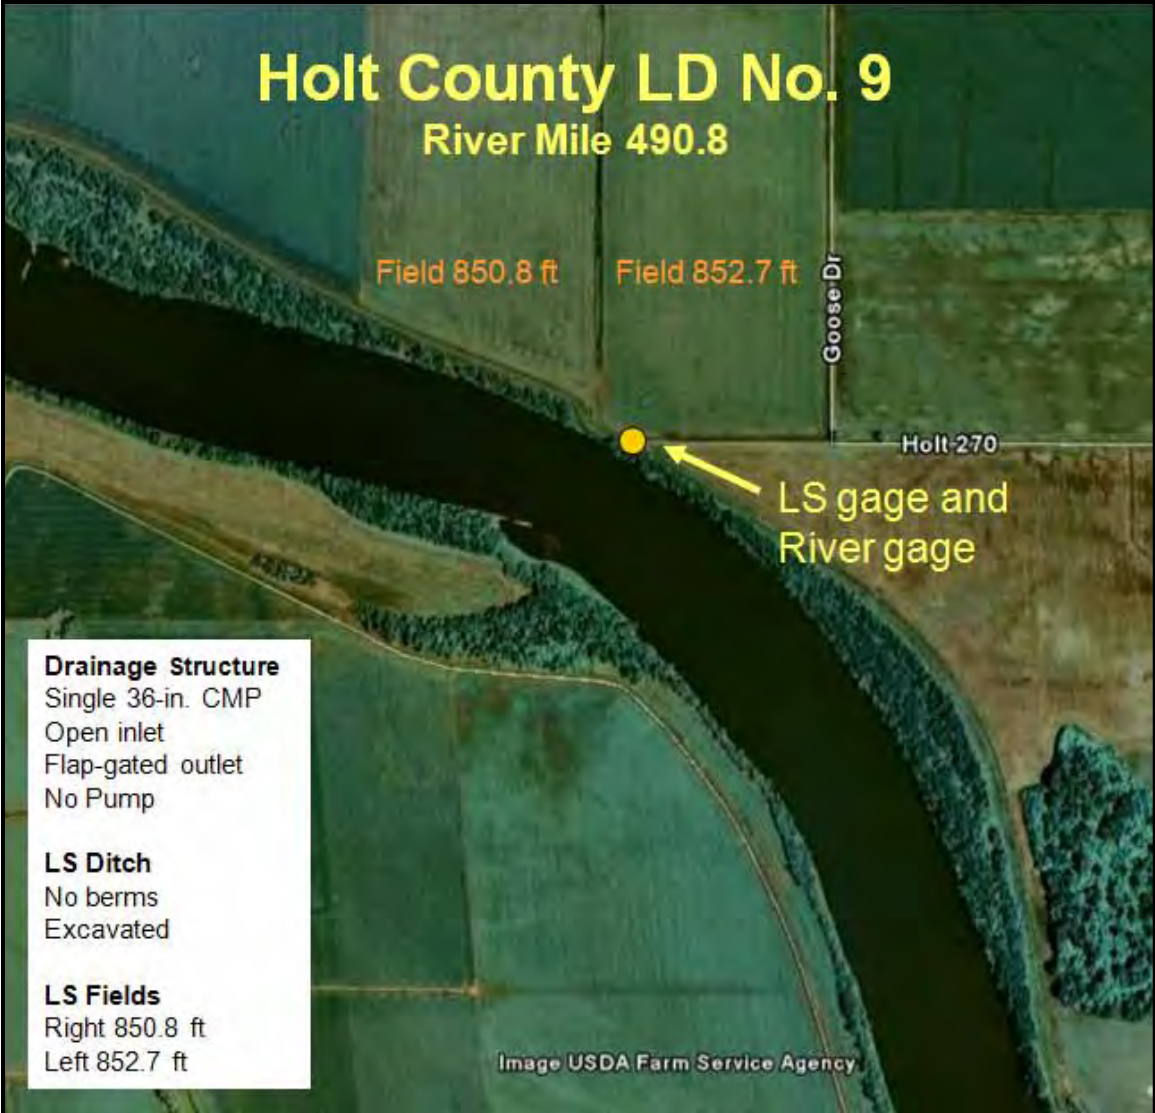 Holt County LD No. 9
River Mile 490.8
Field 850.8 ft
Field 852.7 ft
Goose Dr
Holt 270
LS gage and
River gage
Drainage Structure
Single 36-in. CMP
Open inlet
Flap-gated outlet
No Pump
LS Ditch
No berms
Excavated
LS Fields
Right 850.8 ft
Left 852.7 ft
Image USDA Farm Service Agency